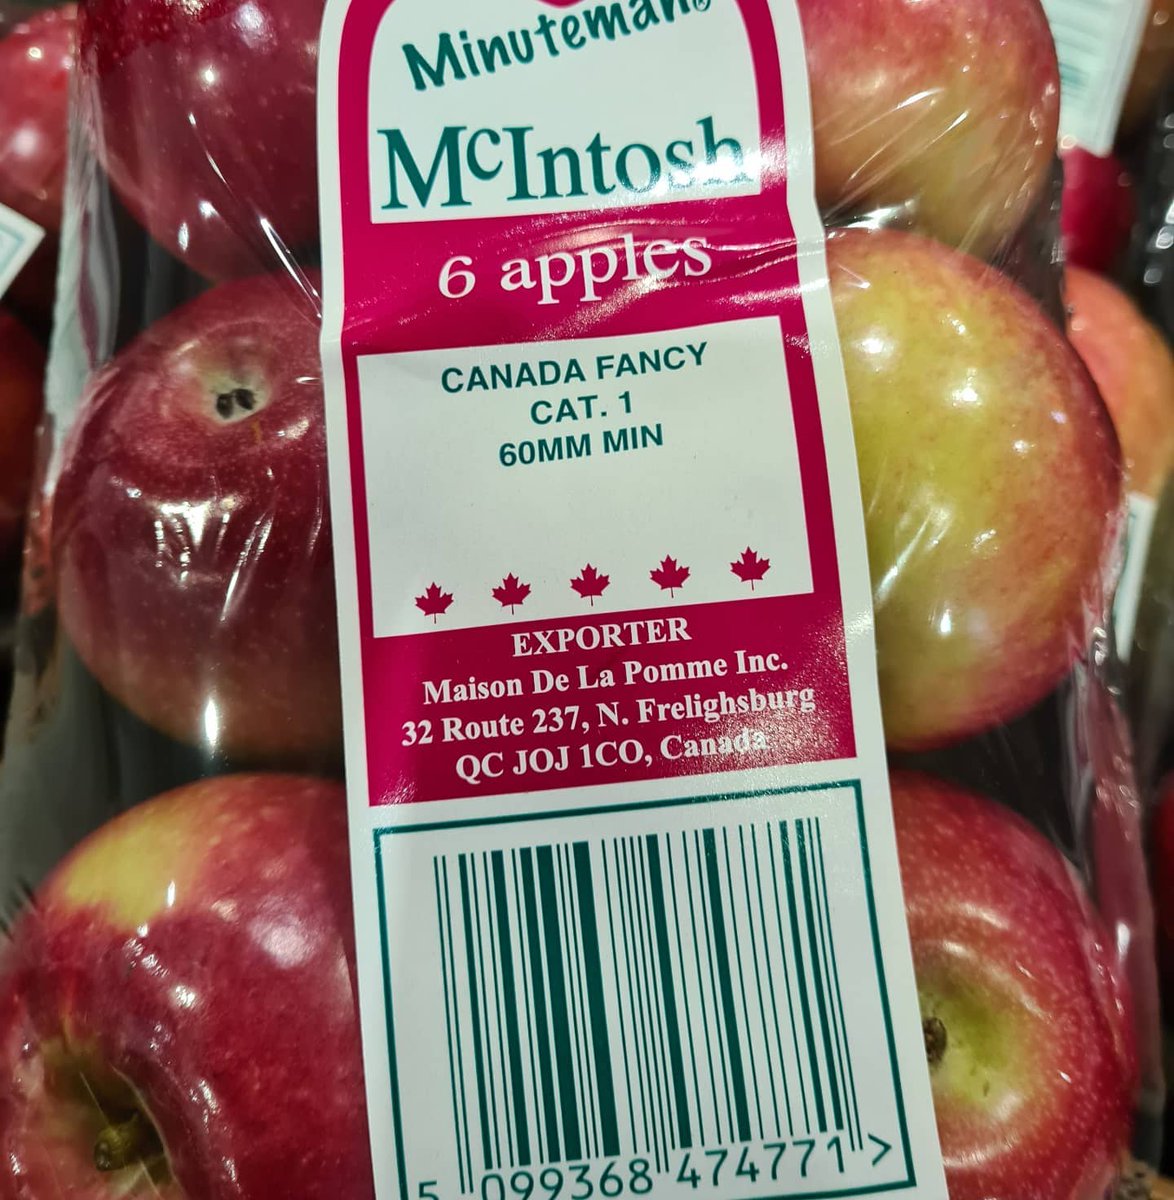 Minuteman®
McIntosh
6 apples
CANADA FANCY
CAT. 1
60MM MIN
EXPORTER
Maison De La Pomme Inc.
32 Route 237, N. Frelighsburg
QC JOJ 1CO, Canada
5 099368 474771 >